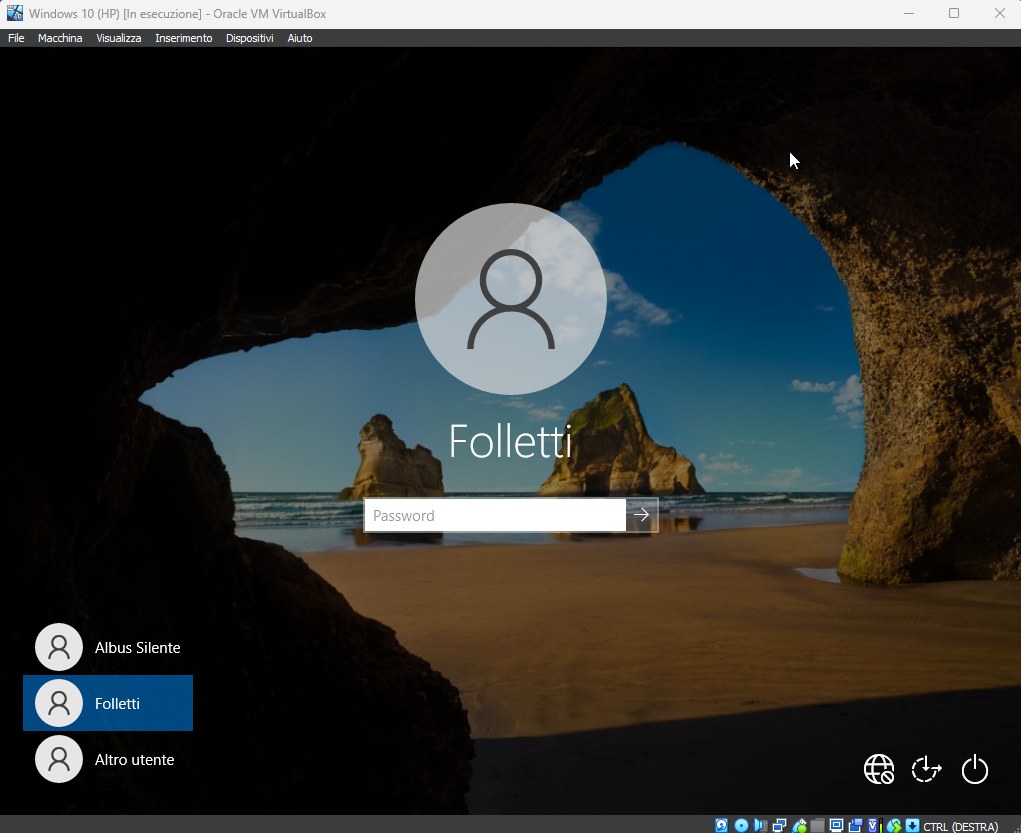 Windows 10 (HP) [In esecuzione] - Oracle VM VirtualBox
File Macchina Visualizza Inserimento Dispositivi Aiuto
Folletti
Password
Albus Silente
Folletti
Altro utente
CTRL (DESTRA)